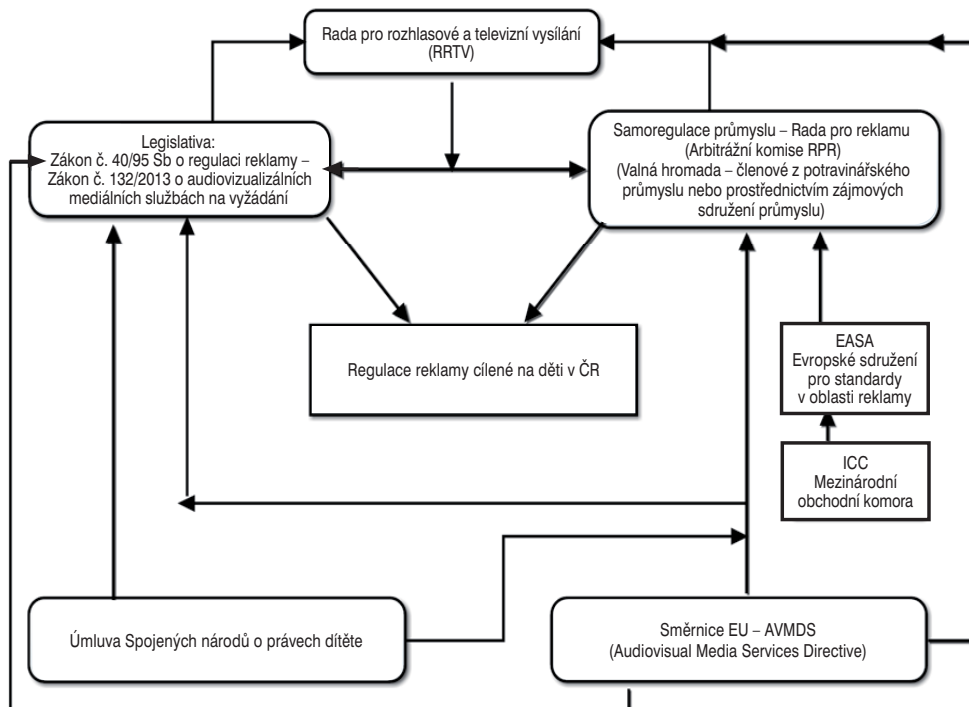 Rada pro rozhlasové a televizní vysílání
(RRTV)
Legislativa:
Zákon č. 40/95 Sb o regulaci reklamy –
Zákon č. 132/2013 o audiovizualizálních
mediálních službách na vyžádání
Samoregulace průmyslu – Rada pro reklamu
(Arbitrážní komise RPR)
(Valná hromada – členové z potravinářského
průmyslu nebo prostřednictvím zájmových
sdružení průmyslu)
Regulace reklamy cílené na děti v ČR
EASA
Evropské sdružení
pro standardy
v oblasti reklamy
ICC
Mezinárodní
obchodní komora
Úmluva Spojených národů o právech dítěte
Směrnice EU – AVMDS
(Audiovisual Media Services Directive)